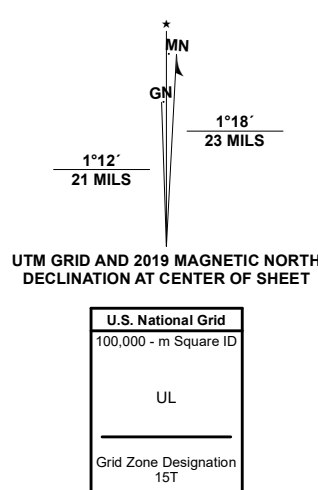 ★
MN
GN
1°18´
23 MILS
1°12´
21 MILS
UTM GRID AND 2019 MAGNETIC NORTH
DECLINATION AT CENTER OF SHEET
U.S. National Grid
100,000 - m Square ID
UL
Grid Zone Designation
15T